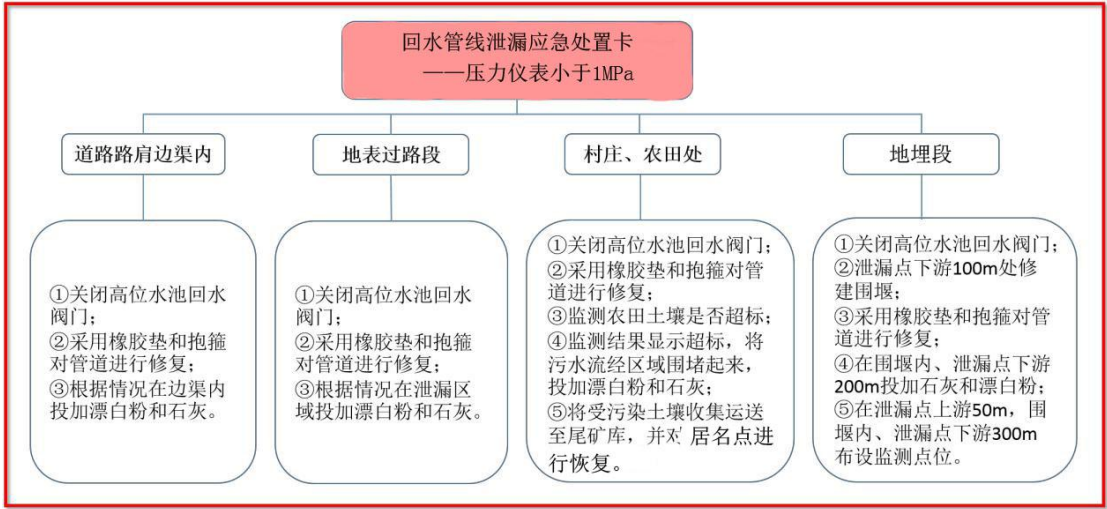 回水管线泄漏应急处置卡
——压力仪表小于1MPa
道路路肩边渠内
地表过路段
村庄、农田处
地埋段
①关闭高位水池回水
阀门；
②采用橡胶垫和抱箍
对管道进行修复；
③根据情况在边渠内
投加漂白粉和石灰。
①关闭高位水池回水
阀门；
②采用橡胶垫和抱箍
对管道进行修复；
③根据情况在泄漏区
域投加漂白粉和石灰。
①关闭高位水池回水阀门；
②采用橡胶垫和抱箍对管
道进行修复；
③监测农田土壤是否超标；
④监测结果显示超标，将
污水流经区域围堵起来，
投加漂白粉和石灰；
⑤将受污染土壤收集运送
至尾矿库，并对居名点进
行恢复。
①关闭高位水池回水阀门；
②泄漏点下游100m处修
建围堰；
③采用橡胶垫和抱箍对管
道进行修复；
④在围堰内、泄漏点下游
200m投加石灰和漂白粉；
⑤在泄漏点上游50m，围
堰内、泄漏点下游300m
布设监测点位。